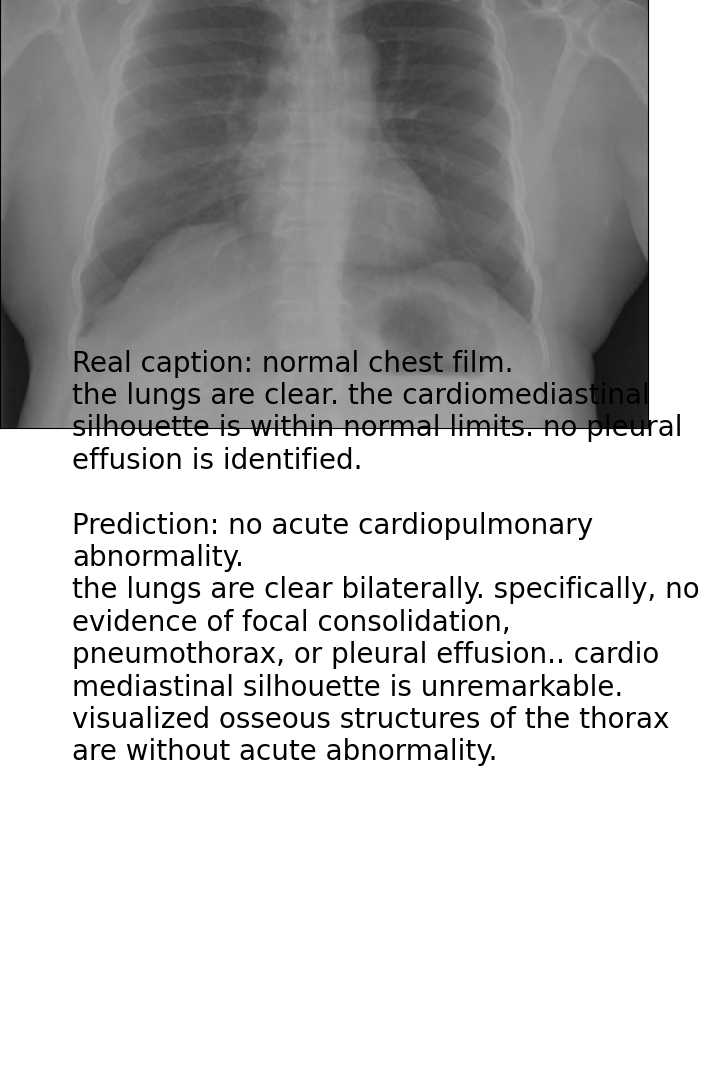 Real caption: normal chest film.
the lungs are clear. the cardiomediastinal
silhouette is within normal limits. no pleural
effusion is identified.
Prediction: no acute cardiopulmonary
abnormality.
the lungs are clear bilaterally. specifically, no
evidence of focal consolidation,
pneumothorax, or pleural effusion.. cardio
mediastinal silhouette is unremarkable.
visualized osseous structures of the thorax
are without acute abnormality.